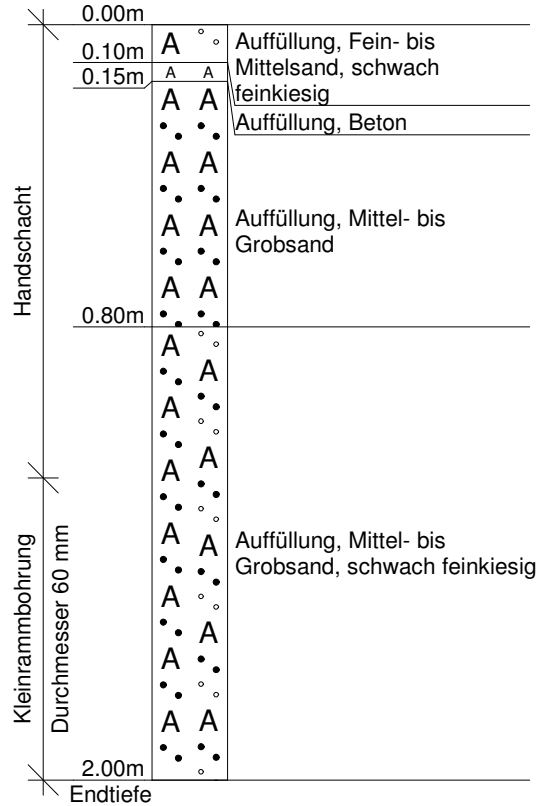 0.00m
Auffüllung, Fein- bis
Mittelsand, schwach
feinkiesig
0.10m
A
0.15m
A A
Auffüllung, Beton
A A
A A
A A
A A
Auffüllung, Mittel- bis
Grobsand
Handschacht
0.80m
A
A
A
A
A
A
A
A
A
A
A
A
A A
Auffüllung, Mittel- bis
Grobsand, schwach feinkiesig
Kleinrammbohrung
Durchmesser 60 mm
2.00m
Endtiefe